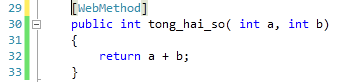 29 [WebMethod]
30 public int tong_hai_so( int a, int b)
31 {
32 return a + b;
33 }